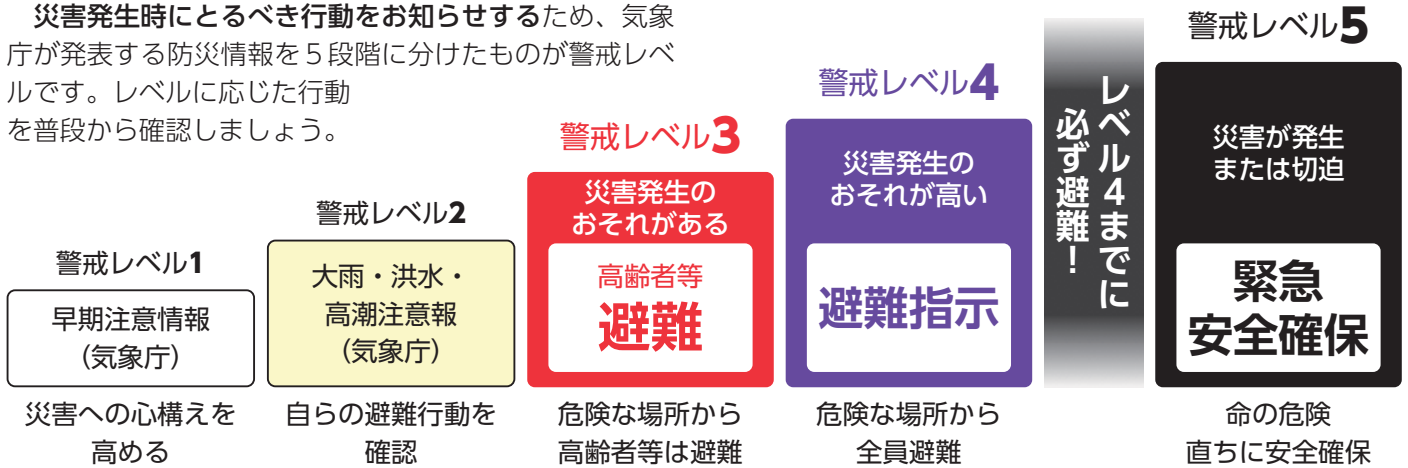 災害発生時にとるべき行動をお知らせするため、気象
庁が発表する防災情報を５段階に分けたものが警戒レベ
ルです。レベルに応じた行動
を普段から確認しましょう。
警戒レベル1
早期注意情報
（気象庁）
災害への心構えを
高める
警戒レベル2
大雨・洪水・
高潮注意報
（気象庁）
自らの避難行動を
確認
警戒レベル3
災害発生の
おそれがある
高齢者等
避難
危険な場所から
高齢者等は避難
警戒レベル4
災害発生の
おそれが高い
避難指示
危険な場所から
全員避難
レベル４までに
必ず避難！
警戒レベル5
災害が発生
または切迫
緊急
安全確保
命の危険
直ちに安全確保